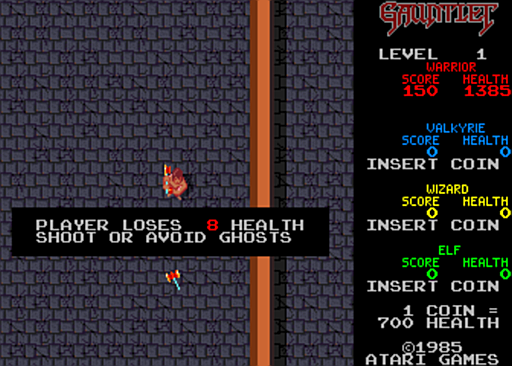 GAUNTLET
LEVEL 1
WARRIOR
SCORE HEALTH
150 1385
VALKYRIE
SCORE HEALTH
0 0
INSERT COIN
WIZARD
SCORE HEALTH
0 0
INSERT COIN
ELF
SCORE HEALTH
0 0
INSERT COIN
1 COIN =
700 HEALTH
©1985
ATARI GAMES
PLAYER LOSES 8 HEALTH
SHOOT OR AVOID GHOSTS